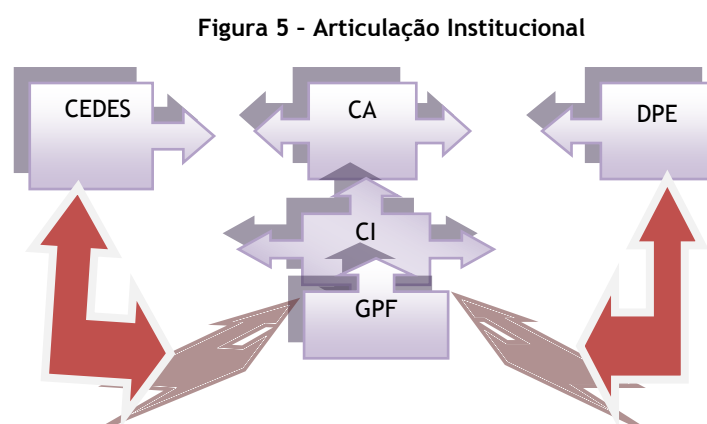 Figura 5 – Articulação Institucional
CEDES
CA
DPE
CI
GPF